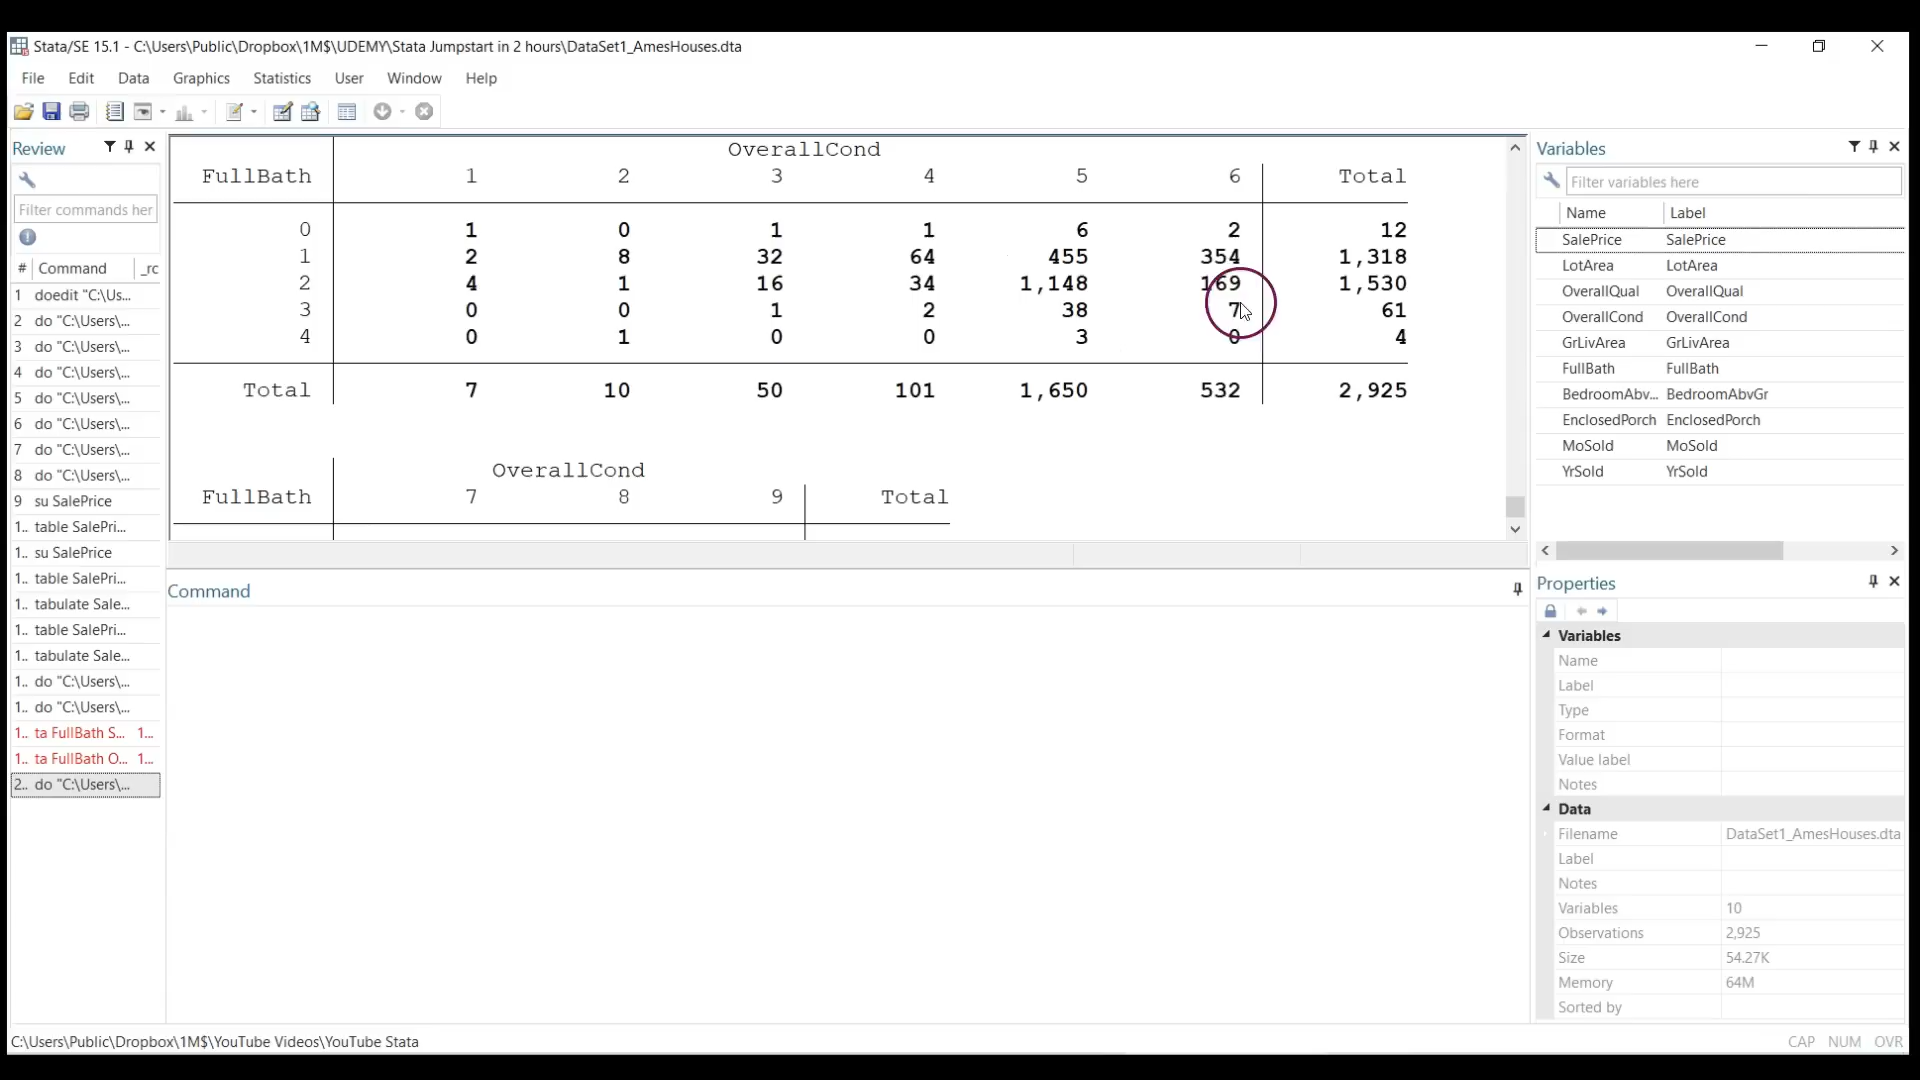 Stata/SE 15.1 - C:\Users\Public\Dropbox\1M$\UDEMY\Stata Jumpstart in 2 hours\DataSet1_AmesHouses.dta
File Edit Data Graphics Statistics User Window Help
Review
Filter commands her
# Command _rc
1 doedit "C:\Us...
2 do "C:\Users\...
3 do "C:\Users\...
4 do "C:\Users\...
5 do "C:\Users\...
6 do "C:\Users\...
7 do "C:\Users\...
8 do "C:\Users\...
9 su SalePrice
1.. table SalePri...
1.. su SalePrice
1.. table SalePri...
1.. tabulate Sale...
1.. table SalePri...
1.. tabulate Sale...
1.. do "C:\Users\...
1.. do "C:\Users\...
1.. ta FullBath S... 1...
1.. ta FullBath O... 1...
2.. do "C:\Users\...
OverallCond
FullBath 1 2 3 4 5 6 Total
0 1 0 1 1 6 2 12
1 2 8 32 64 455 354 1,318
2 4 1 16 34 1,148 169 1,530
3 0 0 1 2 38 7 61
4 0 1 0 0 3 0 4
Total 7 10 50 101 1,650 532 2,925
OverallCond
FullBath 7 8 9 Total
Command
Variables
Filter variables here
Name Label
SalePrice SalePrice
LotArea LotArea
OverallQual OverallQual
OverallCond OverallCond
GrLivArea GrLivArea
FullBath FullBath
BedroomAbv... BedroomAbvGr
EnclosedPorch EnclosedPorch
MoSold MoSold
YrSold YrSold
Properties
Variables
Name
Label
Type
Format
Value label
Notes
Data
Filename DataSet1_AmesHouses.dta
Label
Notes
Variables 10
Observations 2,925
Size 54.27K
Memory 64M
Sorted by
C:\Users\Public\Dropbox\1M$\YouTube Videos\YouTube Stata
CAP NUM OVR